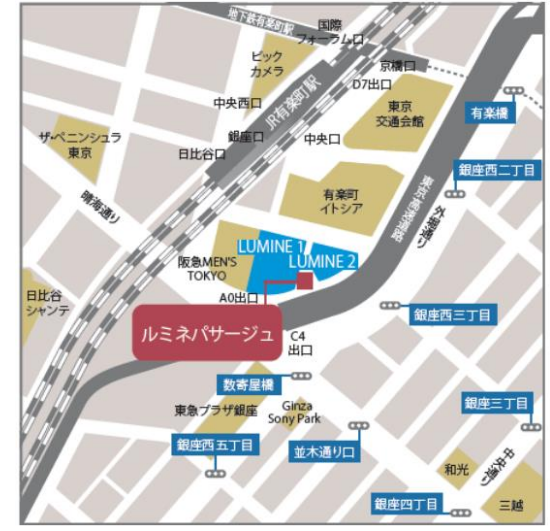 地下鉄有楽町駅
国際
フォーラム口
ビック
カメラ
京橋口
D7出口
JR有楽町駅
中央西口
東京
交通会館
有楽橋
銀座口
中央口
ザ・ペニンシュラ
東京
日比谷口
銀座西二丁目
有楽町
イトシア
東京高速道路
外堀通り
晴海通り
LUMINE 1
LUMINE 2
阪急MEN'S
TOKYO
A0出口
日比谷
シャンテ
銀座西三丁目
ルミネパサージュ
C4
出口
数寄屋橋
東急プラザ銀座
Ginza
Sony Park
銀座三丁目
銀座西五丁目
並木通り口
中央通り
和光
銀座四丁目
三越